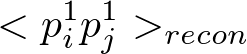 $< p_i^1 p_j^1 >_{recon}$